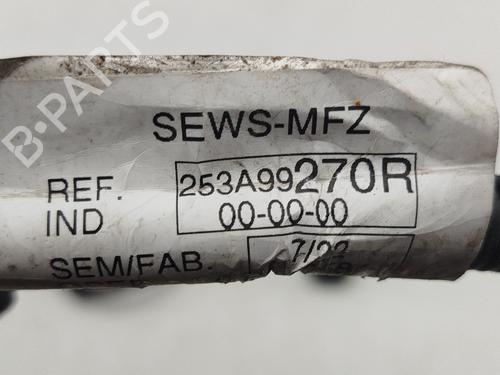 B-PARTS
SEWS-MFZ
REF. 253A99270R
IND 00-00-00
SEM/FAB. 7/22